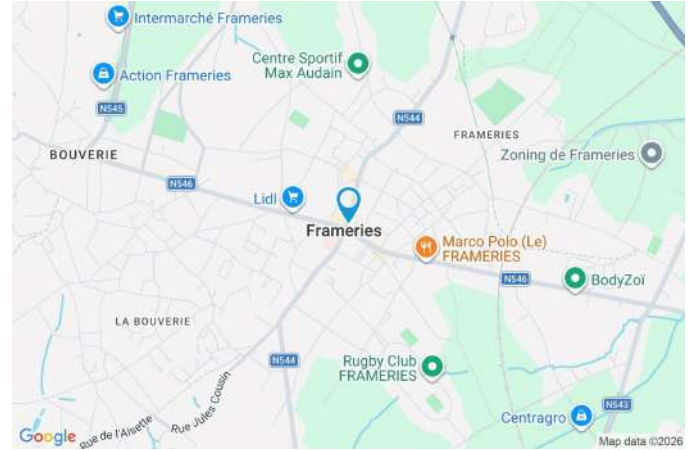 Intermarché Frameries
Centre Sportif
Max Audain
Action Frameries
N545
N544
FRAMERIES
BOUVERIE
Zoning de Frameries
N546
Lidl
Frameries
Marco Polo (Le)
FRAMERIES
N546
BodyZoï
LA BOUVERIE
N544
Rugby Club
FRAMERIES
Rue Jules Cousin
Rue de l'Aisette
Centragro
N543
Google
Map data ©2026